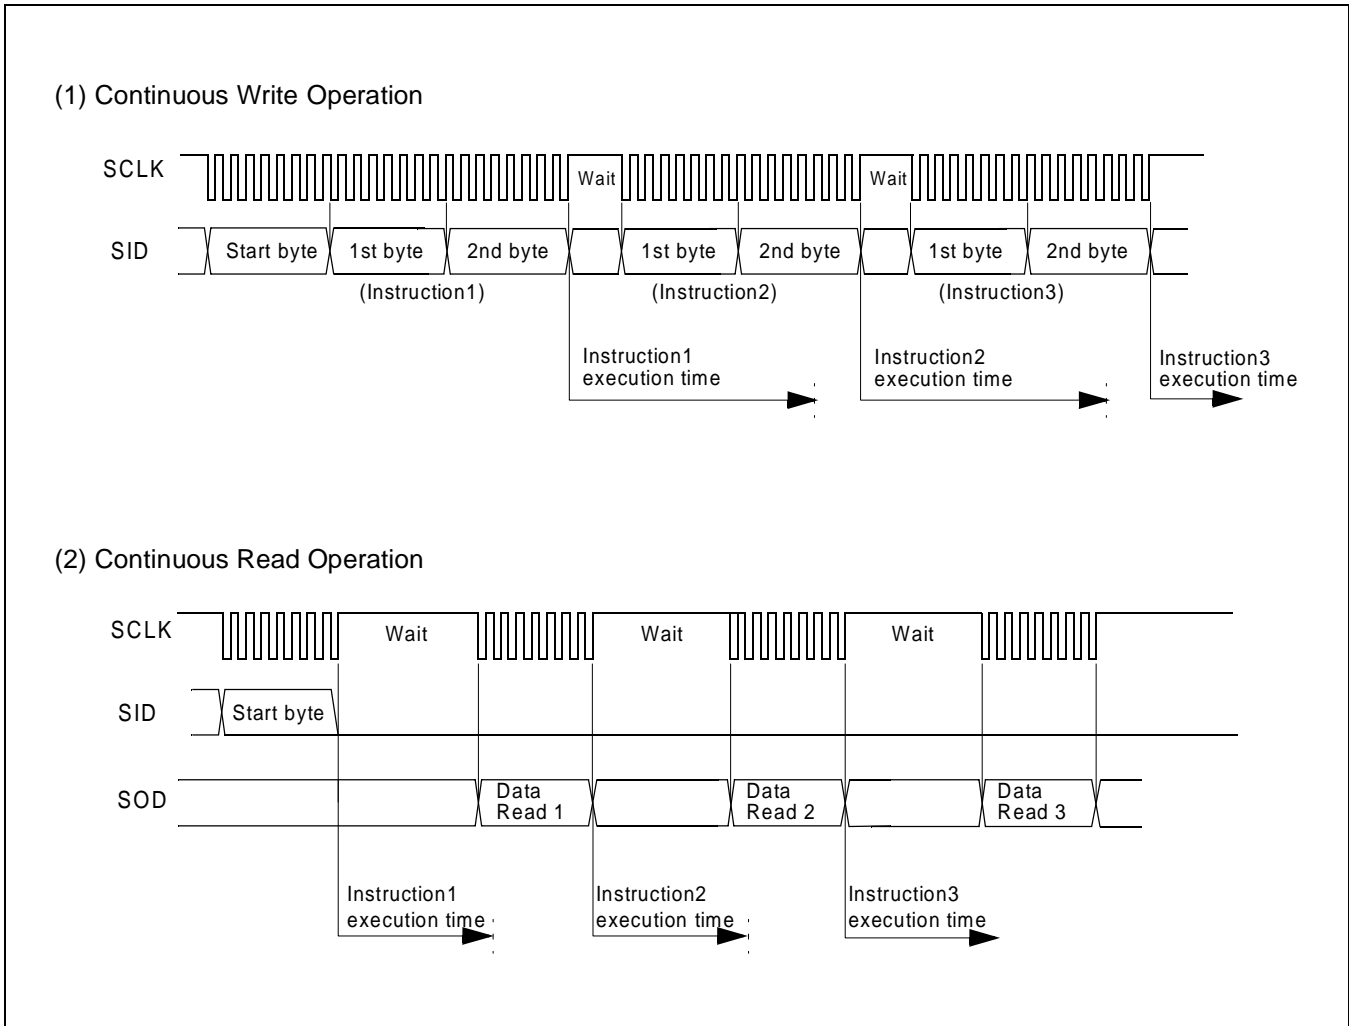 (1) Continuous Write Operation
SCLK
Wait Wait
SID Start byte 1st byte 2nd byte 1st byte 2nd byte 1st byte 2nd byte
(Instruction1) (Instruction2) (Instruction3)
Instruction1
execution time
Instruction2
execution time
Instruction3
execution time
(2) Continuous Read Operation
SCLK Wait Wait Wait
SID Start byte
SOD
Data
Read 1
Data
Read 2
Data
Read 3
Instruction1
execution time
Instruction2
execution time
Instruction3
execution time